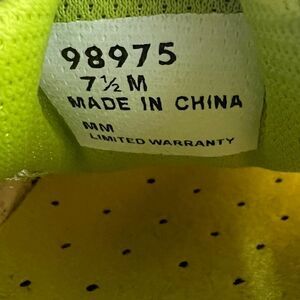 98975
7½ M
MADE IN CHINA
MM
LIMITED WARRANTY